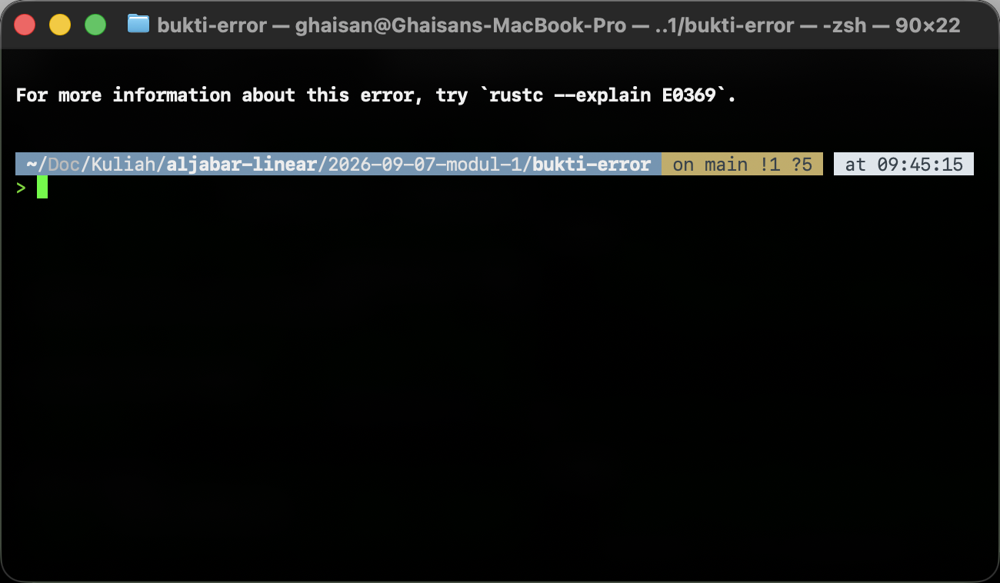 bukti-error — ghaisan@Ghaisans-MacBook-Pro — ..1/bukti-error — -zsh — 90×22
For more information about this error, try `rustc --explain E0369`.
~/Doc/Kuliah/aljabar-linear/2026-09-07-modul-1/bukti-error on main !1 ?5 at 09:45:15
>